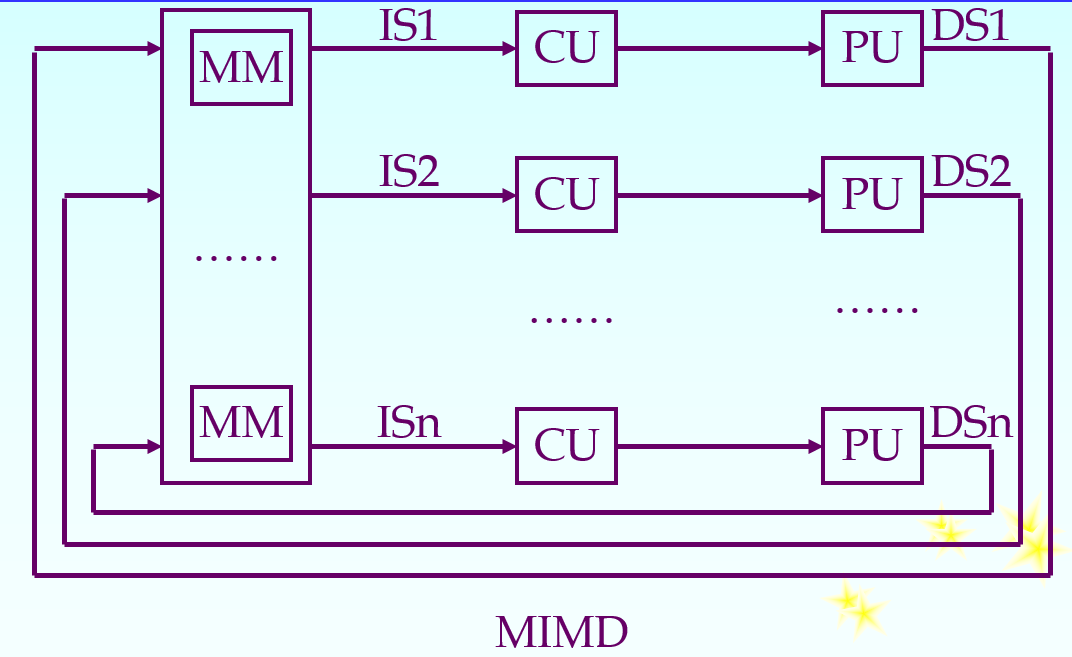 IS1 DS1
MM CU PU
IS2 DS2
CU PU
......
...... ......
ISn DSn
MM CU PU
MIMD